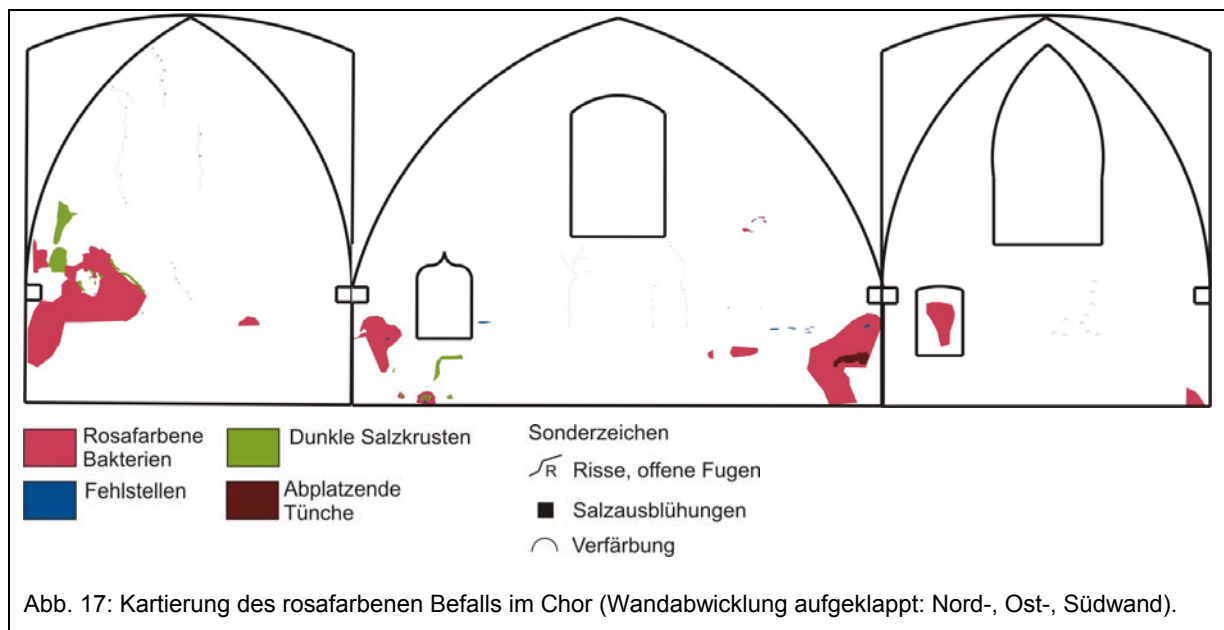 Rosafarbene
Bakterien
Dunkle Salzkrusten
Fehlstellen
Abplatzende
Tünche
Sonderzeichen
R Risse, offene Fugen
Salzausblühungen
Verfärbung
Abb. 17: Kartierung des rosafarbenen Befalls im Chor (Wandabwicklung aufgeklappt: Nord-, Ost-, Südwand).